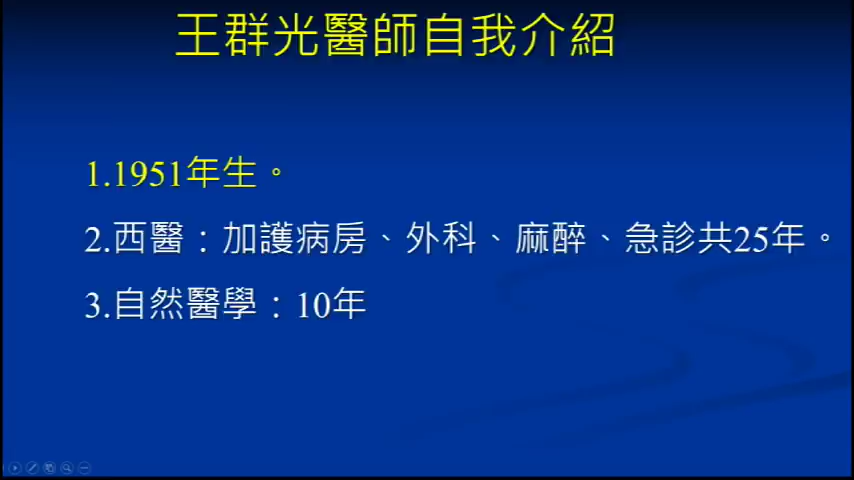 王群光醫師自我介紹
1.1951年生。
2.西醫：加護病房、外科、麻醉、急診共25年。
3.自然醫學：10年